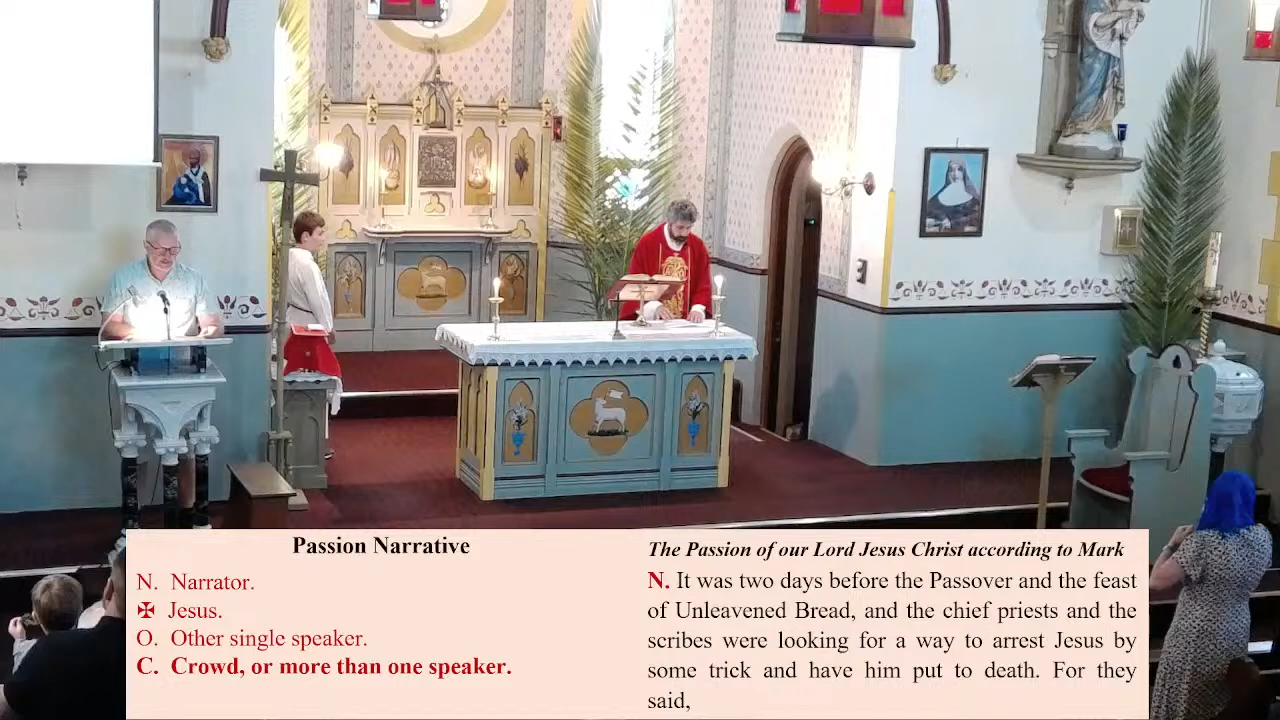 Passion Narrative
N. Narrator.
✠ Jesus.
O. Other single speaker.
C. Crowd, or more than one speaker.
The Passion of our Lord Jesus Christ according to Mark
N. It was two days before the Passover and the feast
of Unleavened Bread, and the chief priests and the
scribes were looking for a way to arrest Jesus by
some trick and have him put to death. For they
said,